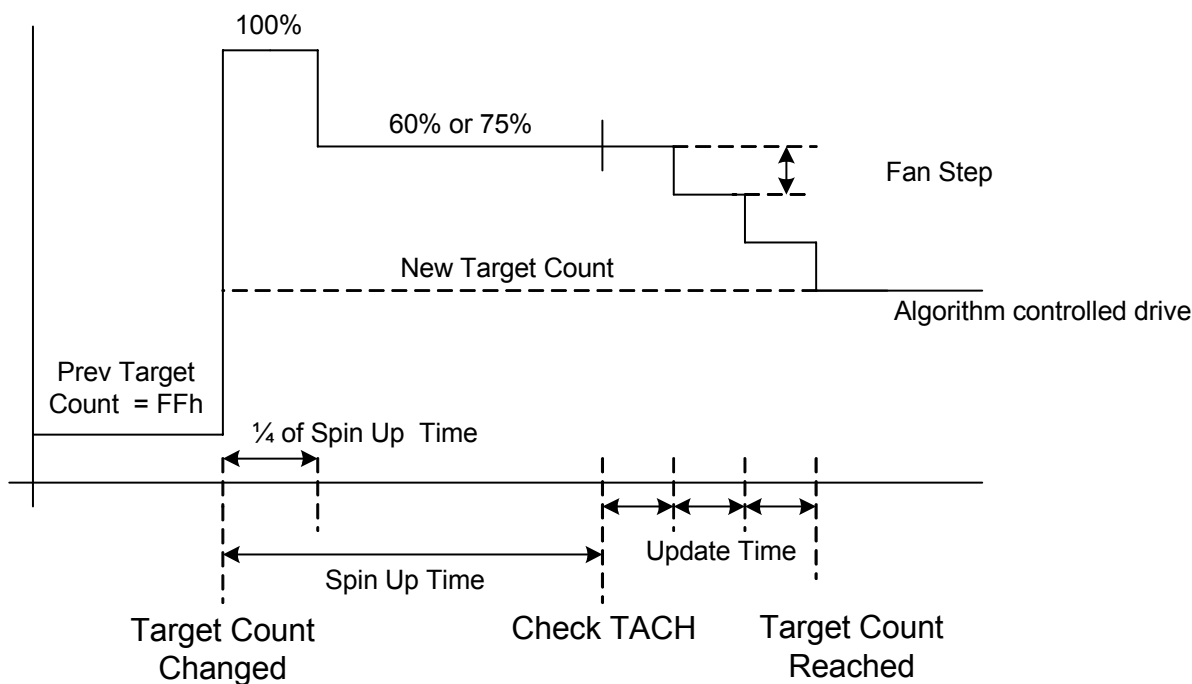 100%
60% or 75%
Fan Step
New Target Count
Algorithm controlled drive
Prev Target
Count = FFh
¼ of Spin Up Time
Update Time
Spin Up Time
Target Count
Changed
Check TACH
Target Count
Reached